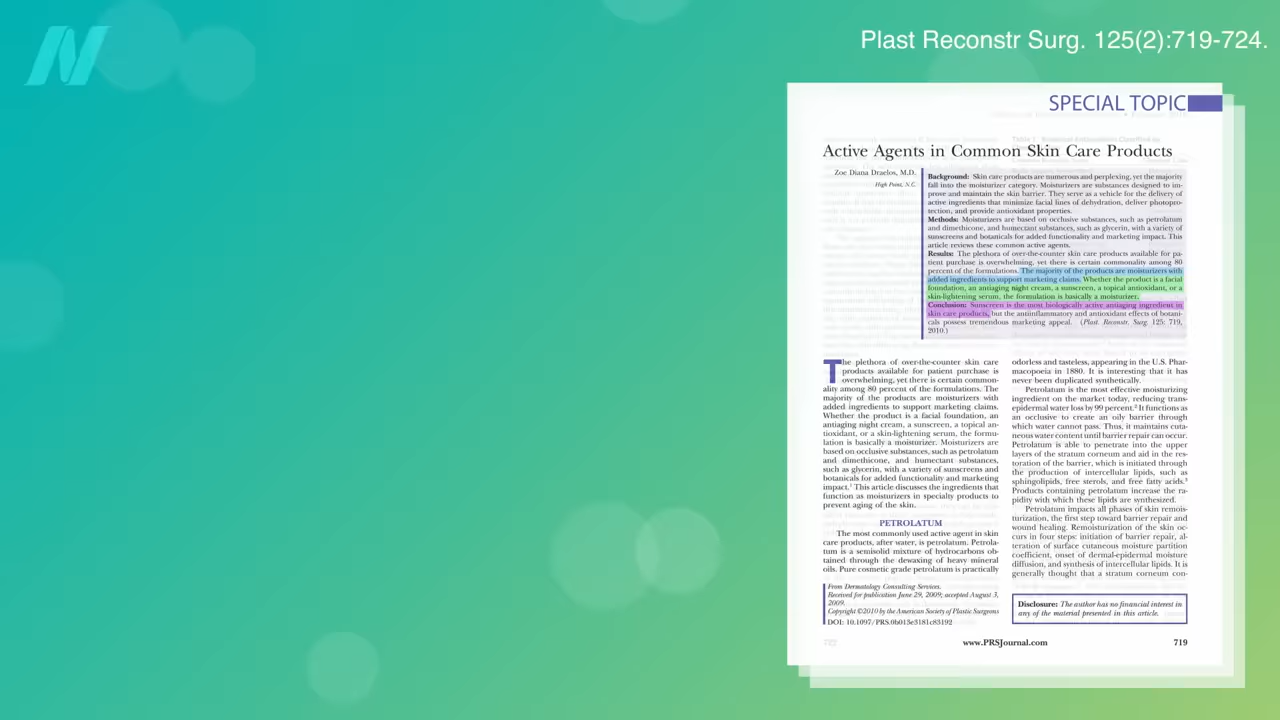 Plast Reconstr Surg. 125(2):719-724.
SPECIAL TOPIC
Active Agents in Common Skin Care Products
Zoe Diana Draelos, M.D.
High Point, N.C.
Background: Skin care products are numerous and perplexing, yet the majority
fall into the moisturizer category. Moisturizers are substances designed to im-
prove and maintain the skin barrier. They serve as a vehicle for the delivery of
active ingredients that minimize facial lines of dehydration, deliver photopro-
tection, and provide antioxidant properties.
Methods: Moisturizers are based on occlusive substances, such as petrolatum
and dimethicone, and humectant substances, such as glycerin, with a variety of
sunscreens and botanicals for added functionality and marketing impact. This
article reviews these common active agents.
Results: The plethora of over-the-counter skin care products available for pa-
tient purchase is overwhelming, yet there is certain commonality among 80
percent of the formulations. The majority of the products are moisturizers with
added ingredients to support marketing claims. Whether the product is a facial
foundation, an antiaging night cream, a sunscreen, a topical antioxidant, or a
skin-lightening serum, the formulation is basically a moisturizer.
Conclusion: Sunscreen is the most biologically active antiaging ingredient in
skin care products, but the antiinflammatory and antioxidant effects of botani-
cals possess tremendous marketing appeal. (Plast. Reconstr. Surg. 125: 719,
2010.)
The plethora of over-the-counter skin care
products available for patient purchase is
overwhelming, yet there is certain common-
ality among 80 percent of the formulations. The
majority of the products are moisturizers with
added ingredients to support marketing claims.
Whether the product is a facial foundation, an
antiaging night cream, a sunscreen, a topical an-
tioxidant, or a skin-lightening serum, the formu-
lation is basically a moisturizer. Moisturizers are
based on occlusive substances, such as petrolatum
and dimethicone, and humectant substances,
such as glycerin, with a variety of sunscreens and
botanicals for added functionality and marketing
impact.¹ This article discusses the ingredients that
function as moisturizers in specialty products to
prevent aging of the skin.
PETROLATUM
The most commonly used active agent in skin
care products, after water, is petrolatum. Petrola-
tum is a semisolid mixture of hydrocarbons ob-
tained through the dewaxing of heavy mineral
oils. Pure cosmetic grade petrolatum is practically
From Dermatology Consulting Services.
Received for publication June 29, 2009; accepted August 3,
2009.
Copyright ©2010 by the American Society of Plastic Surgeons
DOI: 10.1097/PRS.0b013e3181c83192
odorless and tasteless, appearing in the U.S. Phar-
macopoeia in 1880. It is interesting that it has
never been duplicated synthetically.
Petrolatum is the most effective moisturizing
ingredient on the market today, reducing trans-
epidermal water loss by 99 percent.² It functions as
an occlusive to create an oily barrier through
which water cannot pass. Thus, it maintains cuta-
neous water content until barrier repair can occur.
Petrolatum is able to penetrate into the upper
layers of the stratum corneum and aid in the res-
toration of the barrier, which is initiated through
the production of intercellular lipids, such as
sphingolipids, free sterols, and free fatty acids.³
Products containing petrolatum increase the ra-
pidity with which these lipids are synthesized.
Petrolatum impacts all phases of skin remois-
turization, the first step toward barrier repair and
wound healing. Remoisturization of the skin oc-
curs in four steps: initiation of barrier repair, al-
teration of surface cutaneous moisture partition
coefficient, onset of dermal-epidermal moisture
diffusion, and synthesis of intercellular lipids. It is
generally thought that a stratum corneum con-
Disclosure: The author has no financial interest in
any of the material presented in this article.
www.PRSJournal.com
719